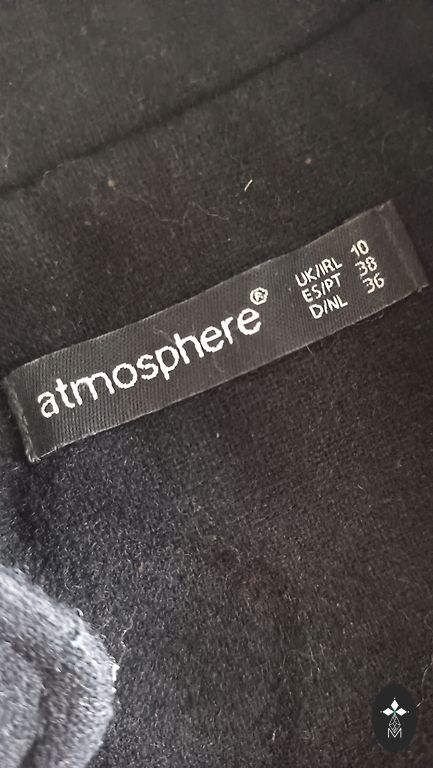 atmosphere®
UK/IRL 10
ES/PT 38
D/NL 36
M